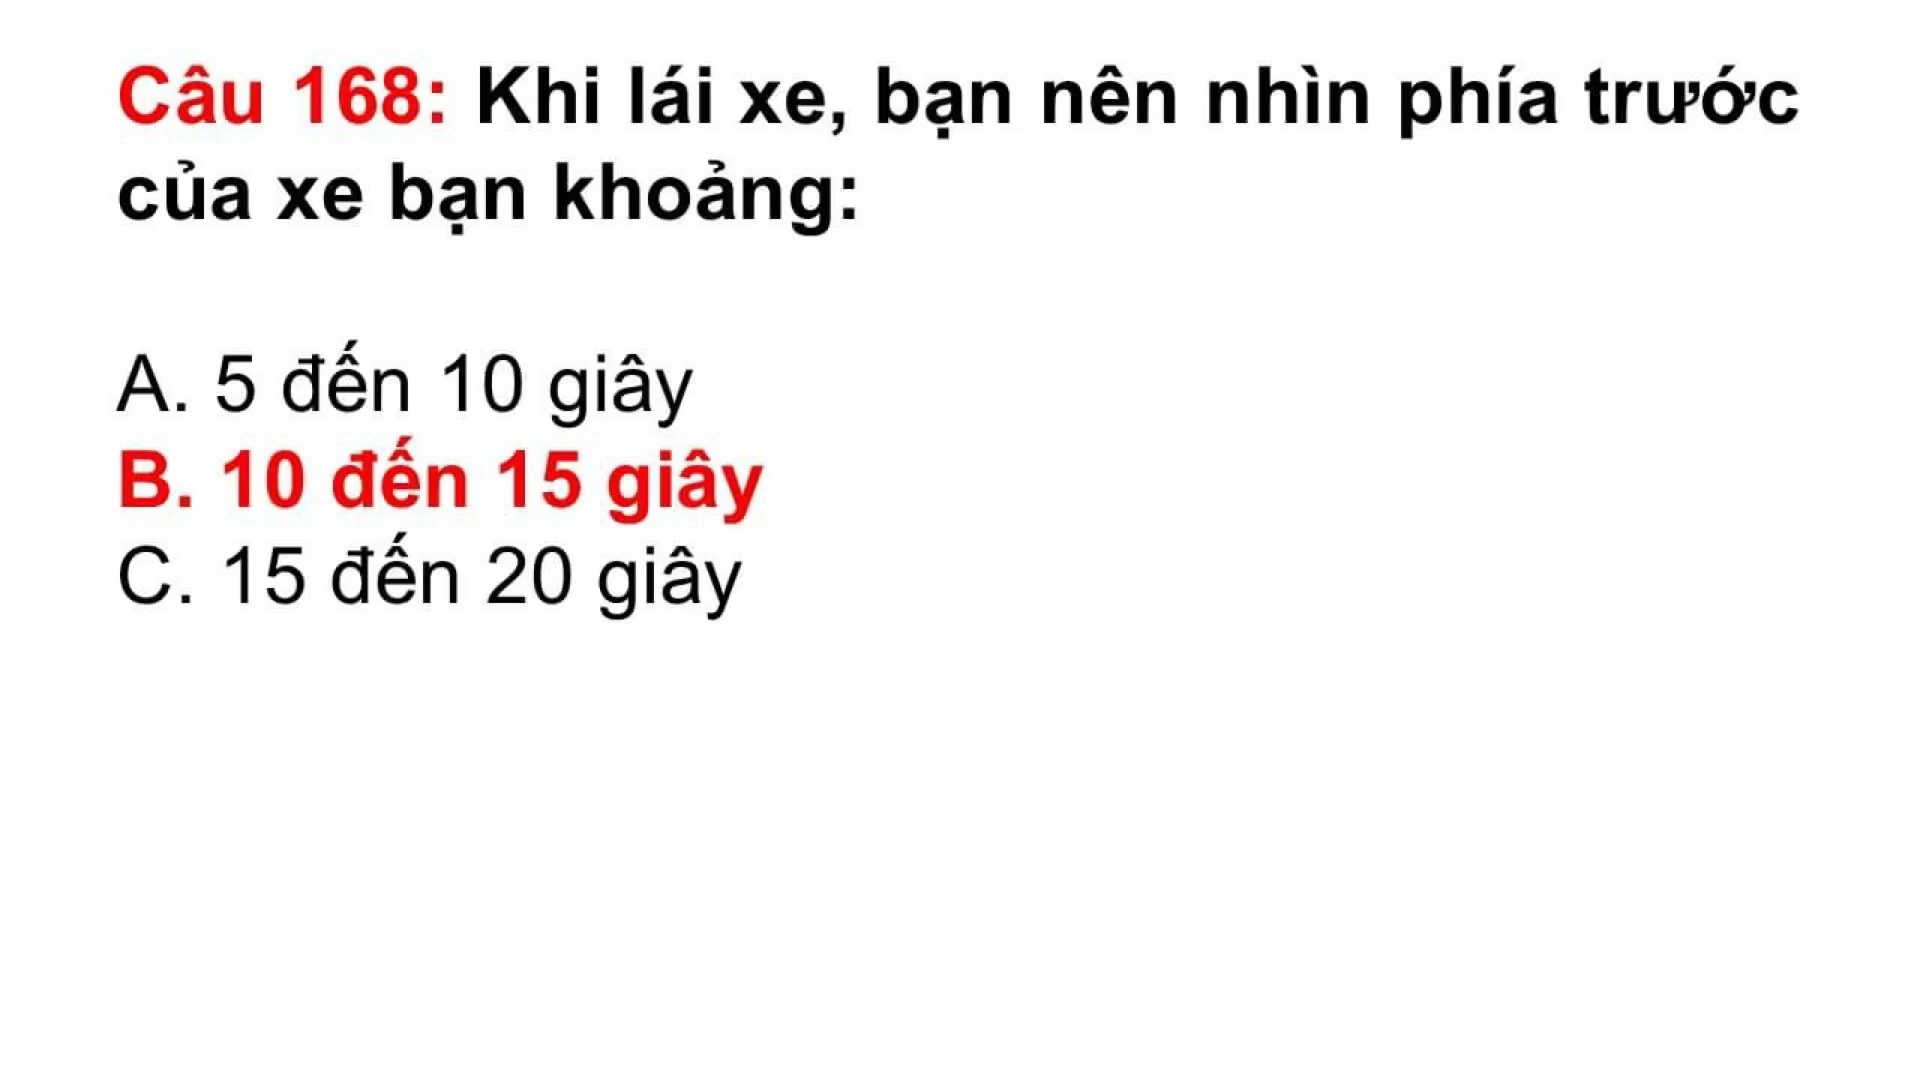 Câu 168: Khi lái xe, bạn nên nhìn phía trước
của xe bạn khoảng:
A. 5 đến 10 giây
B. 10 đến 15 giây
C. 15 đến 20 giây